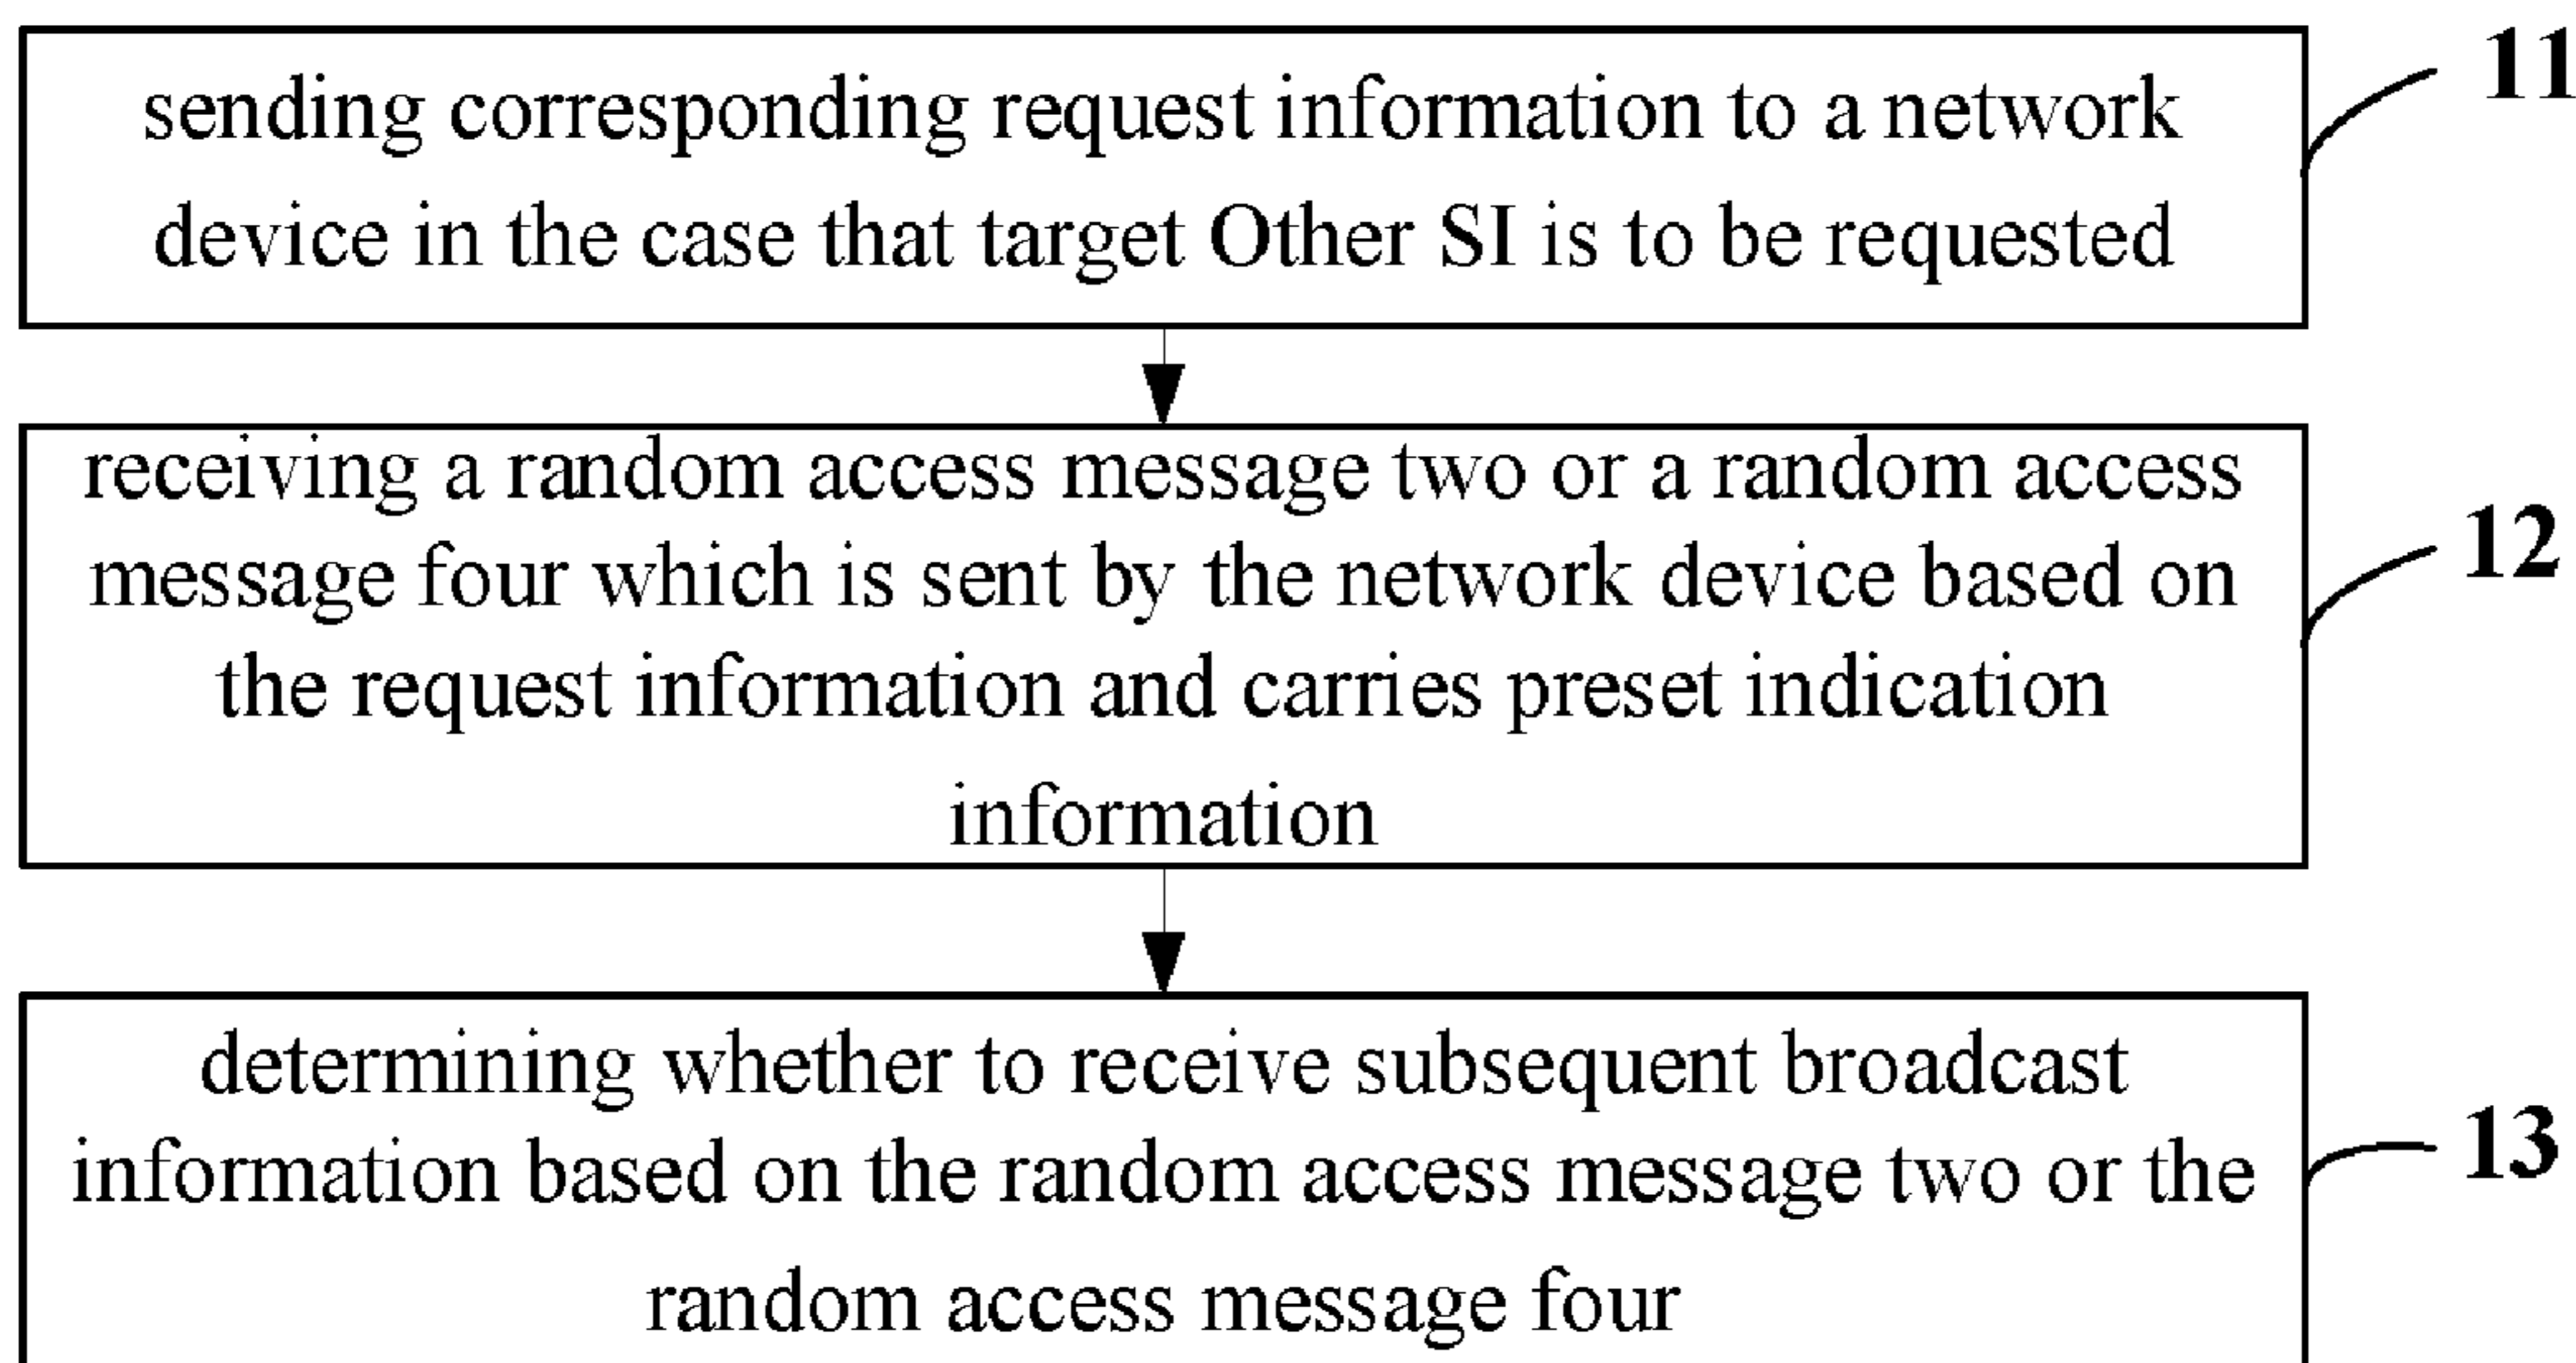 sending corresponding request information to a network
device in the case that target Other SI is to be requested
11
receiving a random access message two or a random access
message four which is sent by the network device based on
the request information and carries preset indication
information
12
determining whether to receive subsequent broadcast
information based on the random access message two or the
random access message four
13